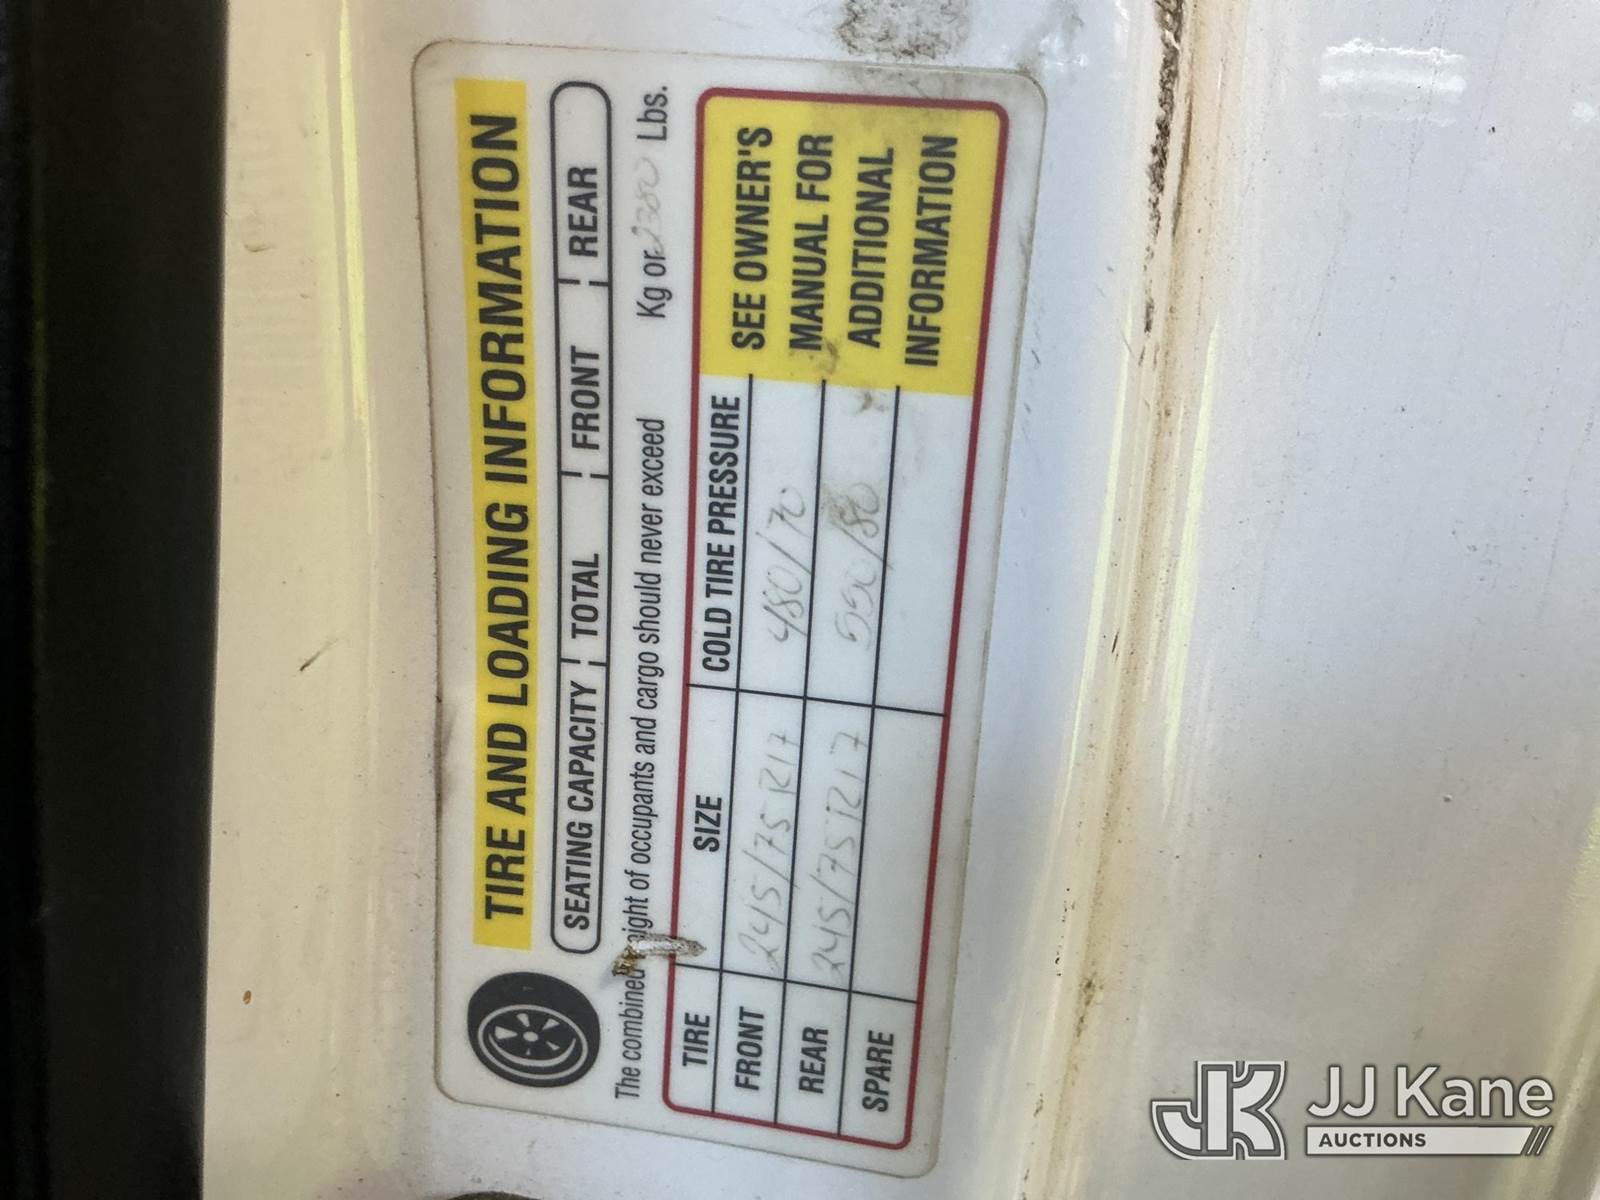 TIRE AND LOADING INFORMATION
SEATING CAPACITY TOTAL FRONT REAR
The combined weight of occupants and cargo should never exceed Kg or 2380 Lbs.
TIRE SIZE COLD TIRE PRESSURE
FRONT 245/75R17 480/70
REAR 245/75R17 550/80
SPARE
SEE OWNER'S
MANUAL FOR
ADDITIONAL
INFORMATION
JK JJ Kane
AUCTIONS